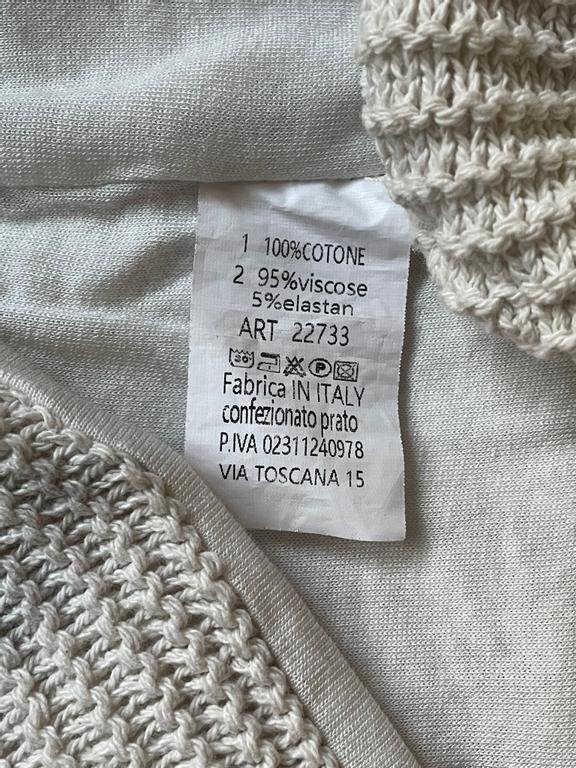 1 100%COTONE
2 95%viscose
5%elastan
ART 22733
30 P
Fabrica IN ITALY
confezionato prato
P.IVA 02311240978
VIA TOSCANA 15